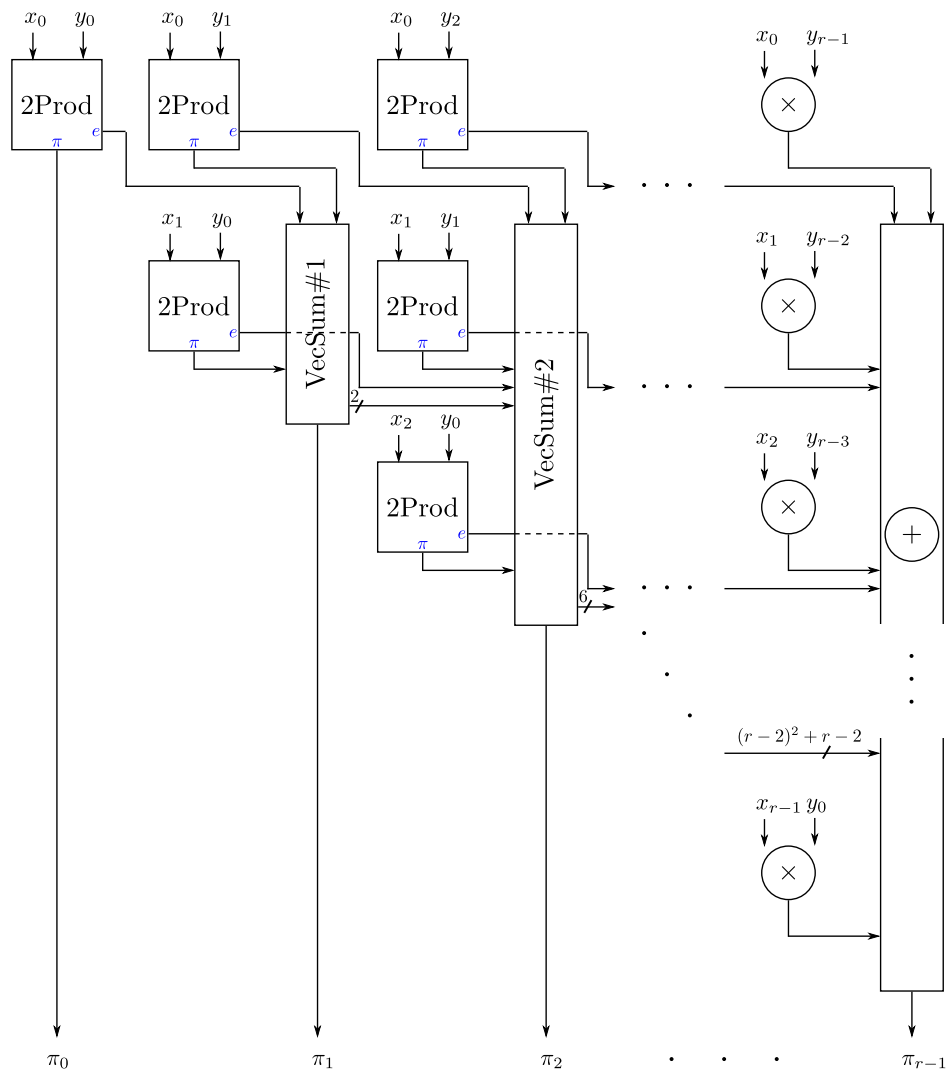 x₀ y₀ x₀ y₁ x₀ y₂ x₀ yᵣ₋₁
2Prod 2Prod 2Prod ×
e e e
π π π
x₁ y₀ x₁ y₁ x₁ yᵣ₋₂
2Prod VecSum#1 2Prod ×
e e
π π
2
x₂ y₀ VecSum#2 x₂ yᵣ₋₃
2Prod × +
e
π
6
(r − 2)² + r − 2
xᵣ₋₁ y₀
×
π₀ π₁ π₂ · · · πᵣ₋₁